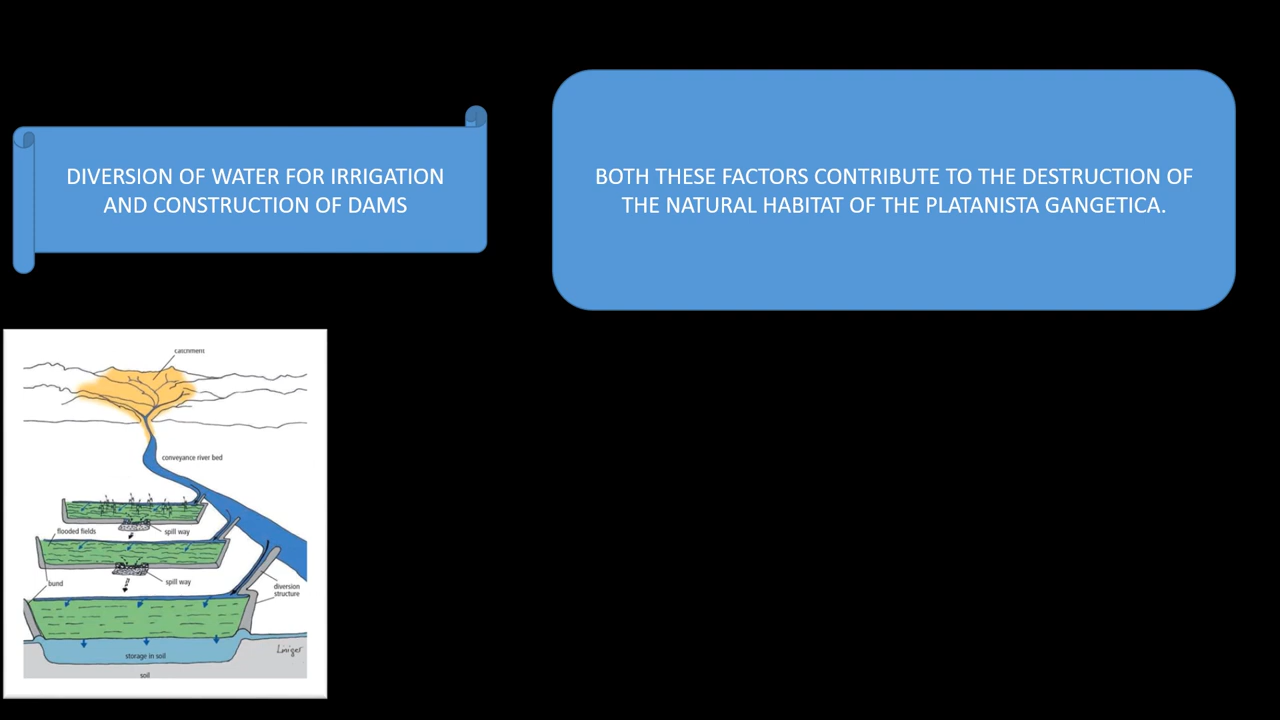 DIVERSION OF WATER FOR IRRIGATION
AND CONSTRUCTION OF DAMS
BOTH THESE FACTORS CONTRIBUTE TO THE DESTRUCTION OF
THE NATURAL HABITAT OF THE PLATANISTA GANGETICA.
catchment
conveyance river bed
flooded fields
spill way
bund
spill way
diversion
structure
Liniger
storage in soil
soil